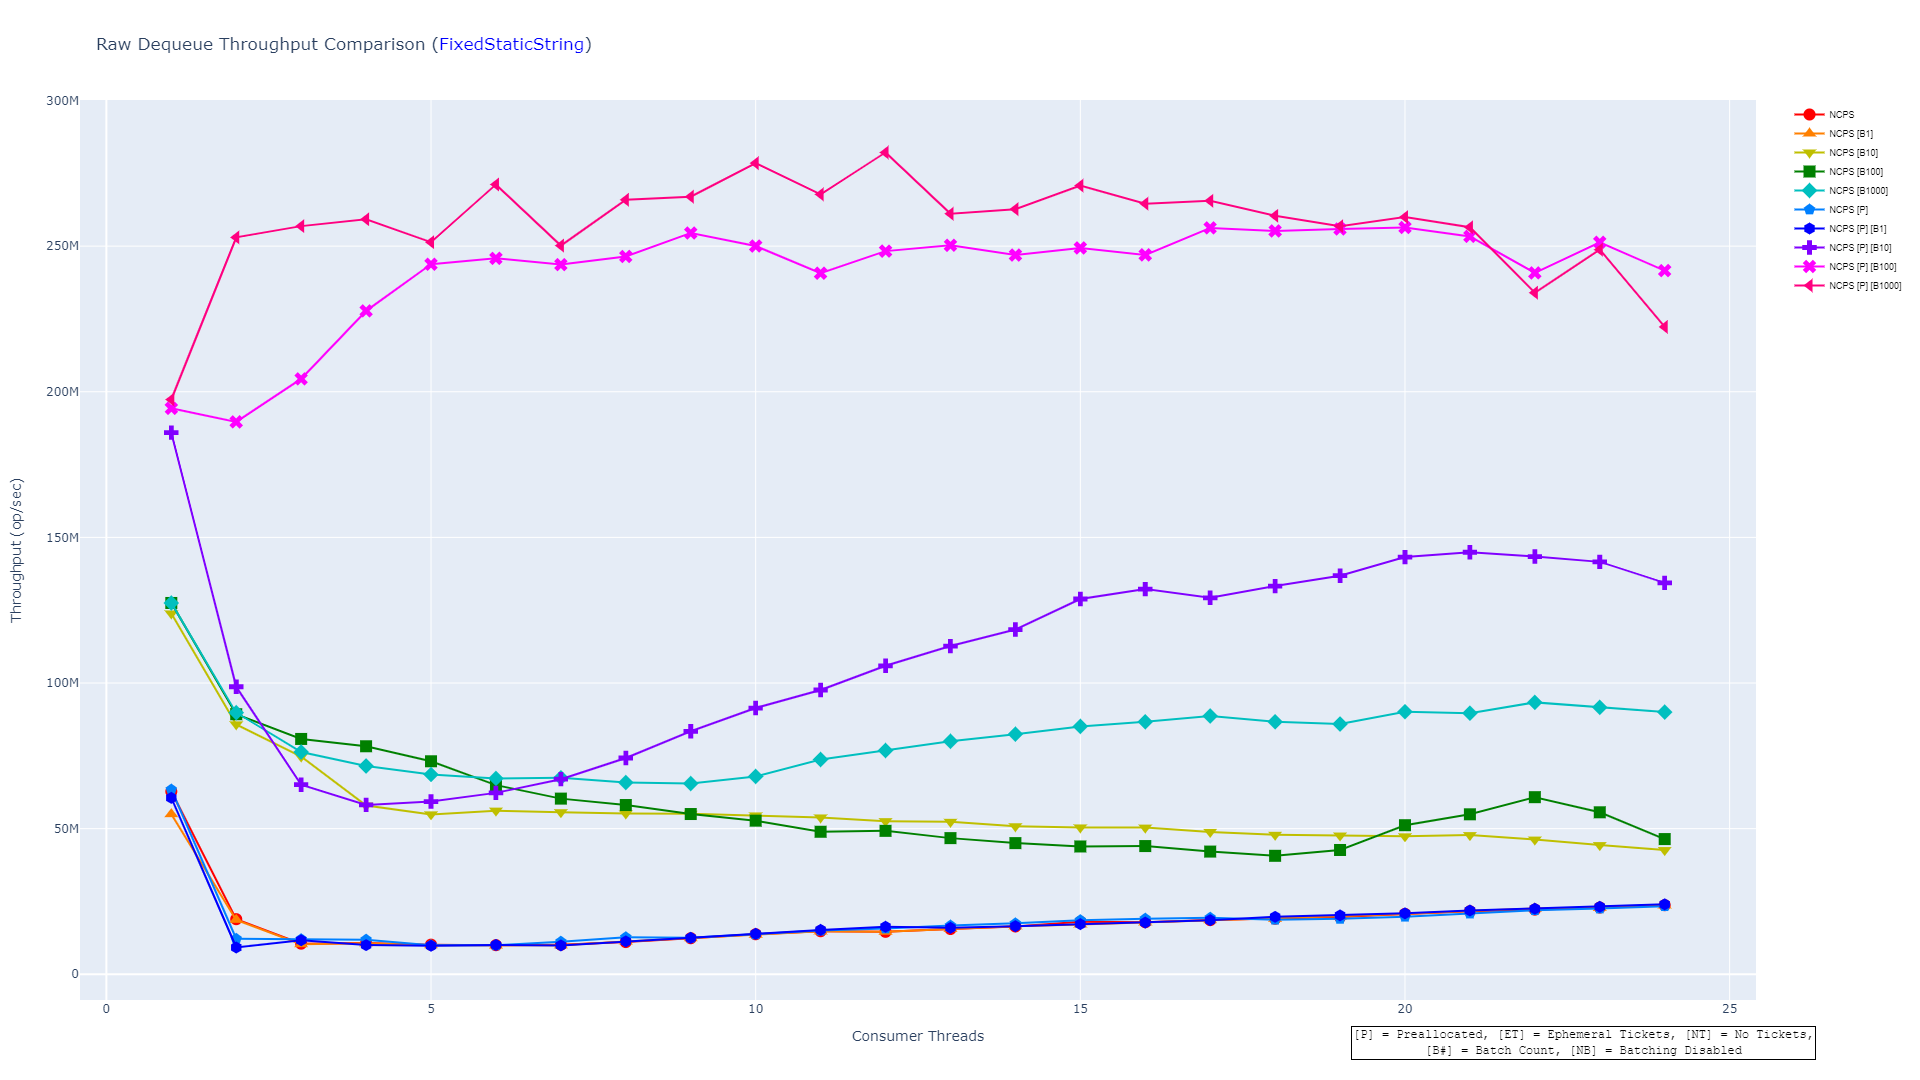 Raw Dequeue Throughput Comparison (FixedStaticString)
300M
250M
200M
150M
100M
50M
0
Throughput (op/sec)
0
5
10
15
20
25
Consumer Threads
NCPS
NCPS [B1]
NCPS [B10]
NCPS [B100]
NCPS [B1000]
NCPS [P]
NCPS [P] [B1]
NCPS [P] [B10]
NCPS [P] [B100]
NCPS [P] [B1000]
[P] = Preallocated, [ET] = Ephemeral Tickets, [NT] = No Tickets,
[B#] = Batch Count, [NB] = Batching Disabled